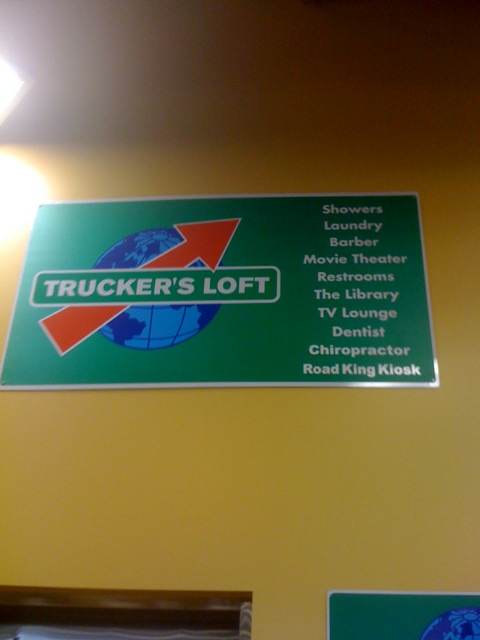 TRUCKER'S LOFT
Showers
Laundry
Barber
Movie Theater
Restrooms
The Library
TV Lounge
Dentist
Chiropractor
Road King Kiosk